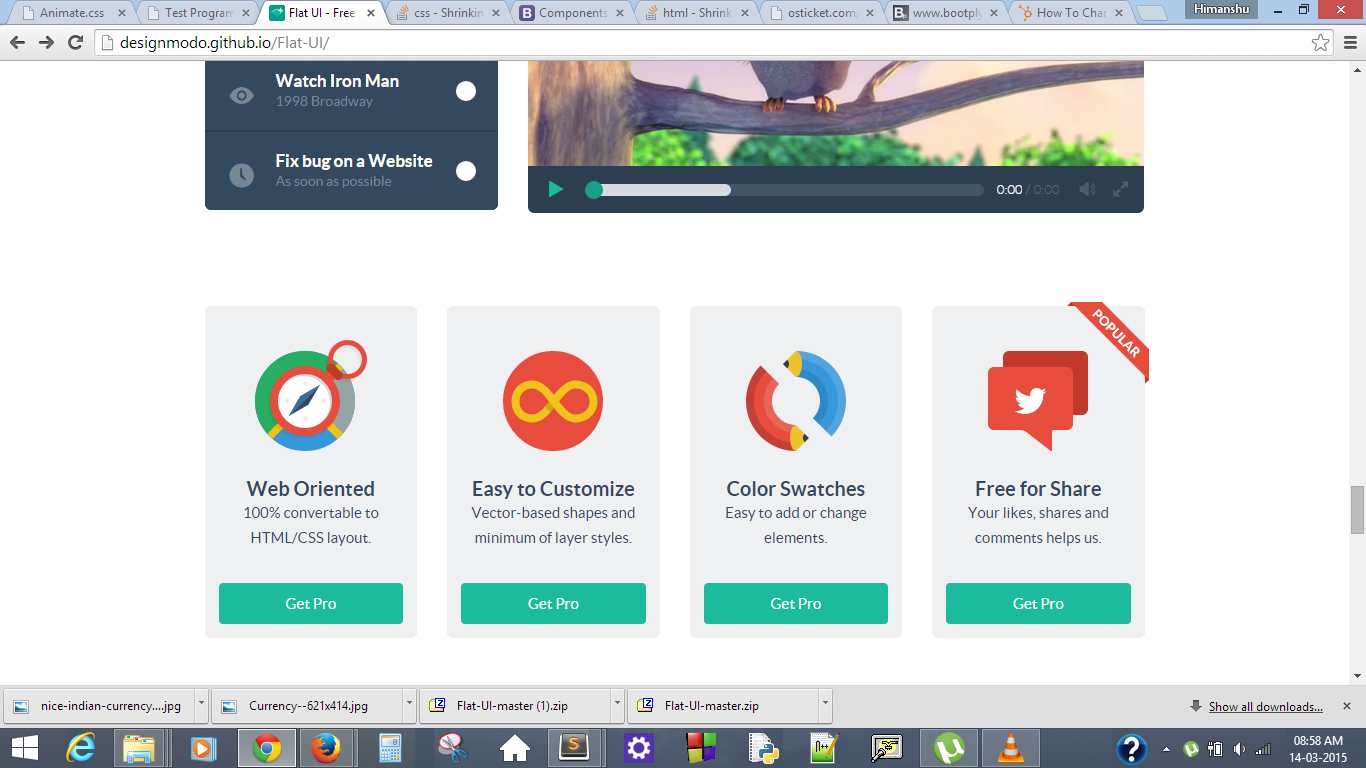 Animate.css
Test Program
Flat UI - Free
css - Shrinkin
Components
html - Shrink
osticket.com
www.bootply
How To Char
Himanshu
designmodo.github.io/Flat-UI/
Watch Iron Man
1998 Broadway
Fix bug on a Website
As soon as possible
0:00 / 0:00
POPULAR
Web Oriented
100% convertable to
HTML/CSS layout.
Get Pro
Easy to Customize
Vector-based shapes and
minimum of layer styles.
Get Pro
Color Swatches
Easy to add or change
elements.
Get Pro
Free for Share
Your likes, shares and
comments helps us.
Get Pro
nice-indian-currency....jpg
Currency--621x414.jpg
Flat-UI-master (1).zip
Flat-UI-master.zip
Show all downloads...
08:58 AM
14-03-2015